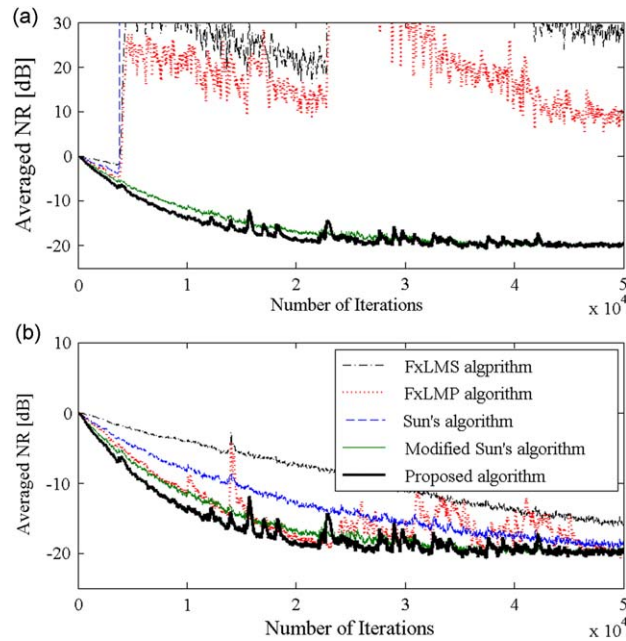 (a)
30
20
10
0
-10
-20
Averaged NR [dB]
0
1
2
3
4
5
Number of Iterations
x 10^4
(b)
10
0
-10
-20
Averaged NR [dB]
FxLMS algprithm
FxLMP algorithm
Sun's algorithm
Modified Sun's algorithm
Proposed algorithm
0
1
2
3
4
5
Number of Iterations
x 10^4